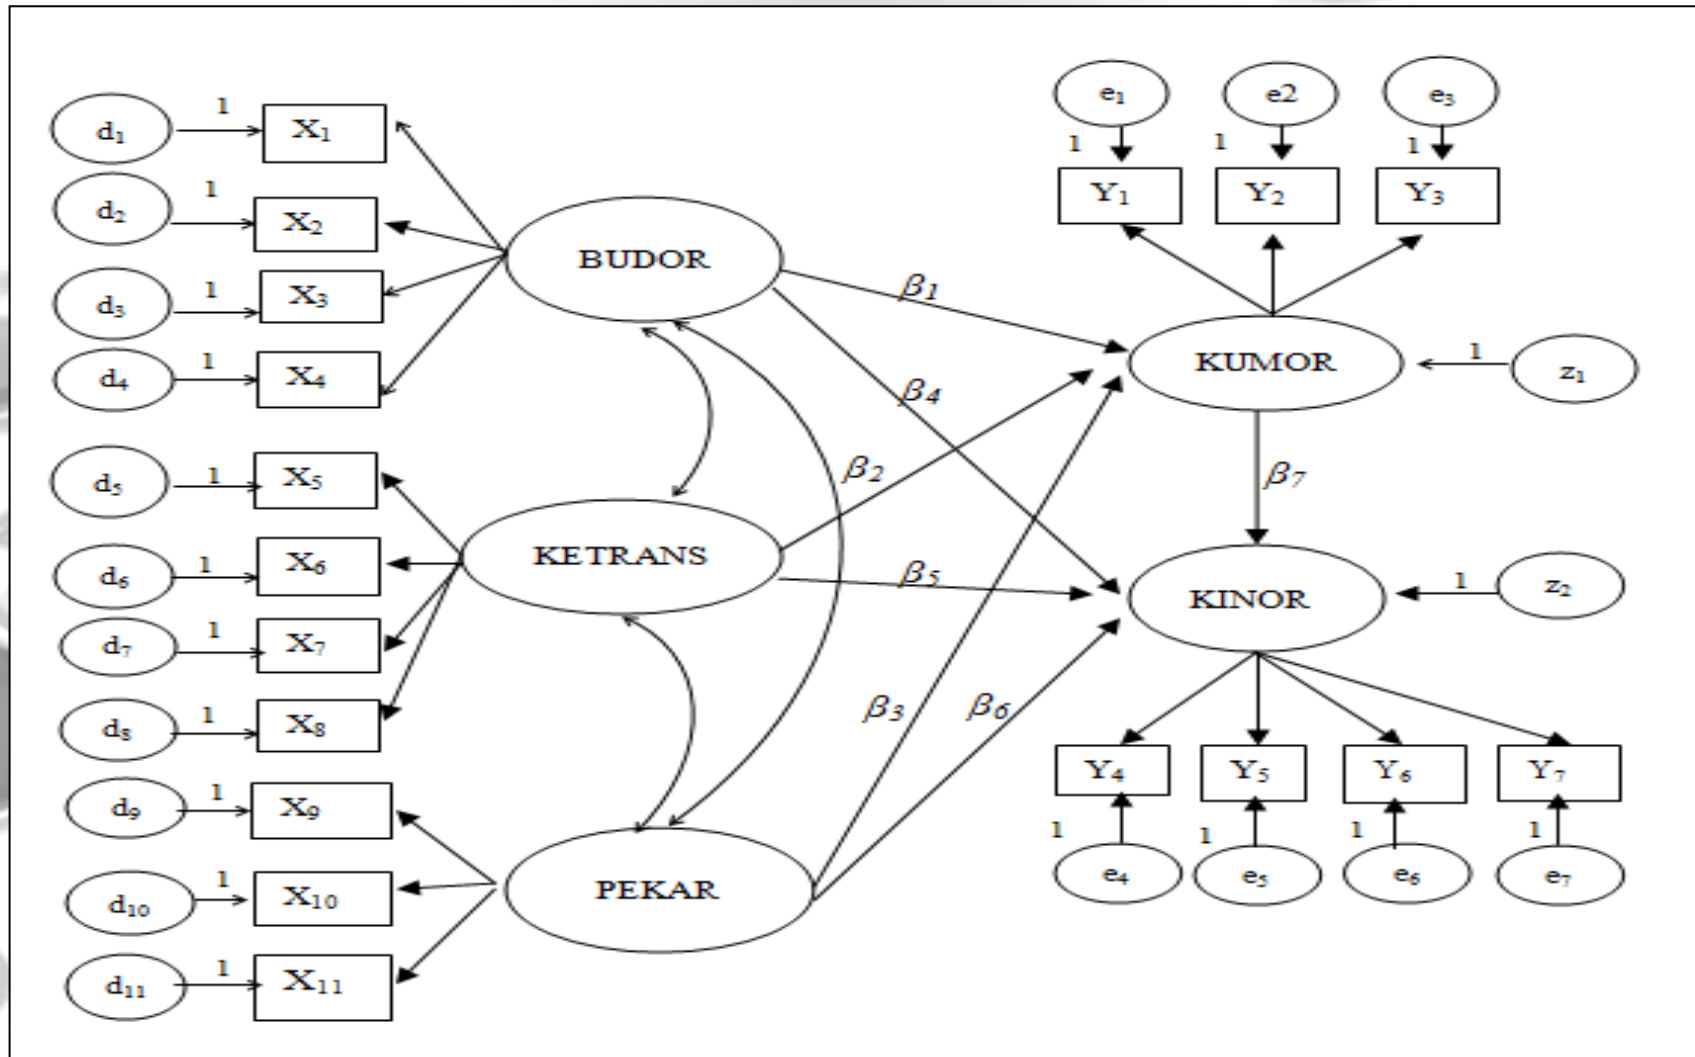 e₁ e2 e₃
1 1 1
d₁ 1 X₁
Y₁ Y₂ Y₃
d₂ 1 X₂
BUDOR
d₃ 1 X₃
β₁
d₄ 1 X₄
KUMOR 1 z₁
β₄
d₅ 1 X₅
β₂
β₇
KETRANS
d₆ 1 X₆
β₅
KINOR 1 z₂
d₇ 1 X₇
d₈ 1 X₈
β₃ β₆
Y₄ Y₅ Y₆ Y₇
d₉ 1 X₉
1 1 1 1
e₄ e₅ e₆ e₇
PEKAR
d₁₀ 1 X₁₀
d₁₁ 1 X₁₁